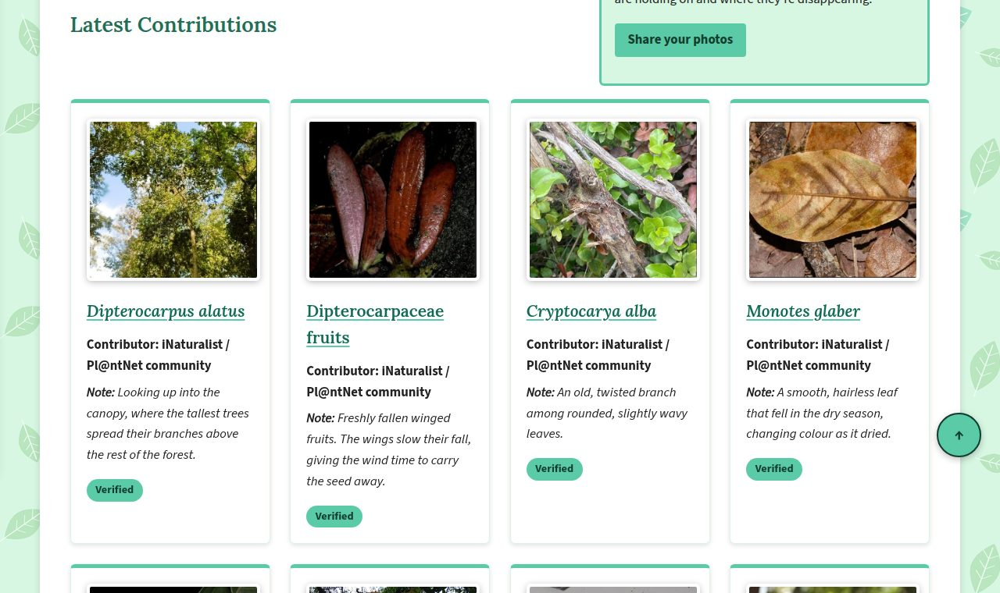 are holding on and where they're disappearing.
Latest Contributions
Share your photos
Dipterocarpus alatus
Contributor: iNaturalist /
Pl@ntNet community
Note: Looking up into the
canopy, where the tallest trees
spread their branches above
the rest of the forest.
Verified
Dipterocarpaceae
fruits
Contributor: iNaturalist /
Pl@ntNet community
Note: Freshly fallen winged
fruits. The wings slow their fall,
giving the wind time to carry
the seed away.
Verified
Cryptocarya alba
Contributor: iNaturalist /
Pl@ntNet community
Note: An old, twisted branch
among rounded, slightly wavy
leaves.
Verified
Monotes glaber
Contributor: iNaturalist /
Pl@ntNet community
Note: A smooth, hairless leaf
that fell in the dry season,
changing colour as it dried.
Verified